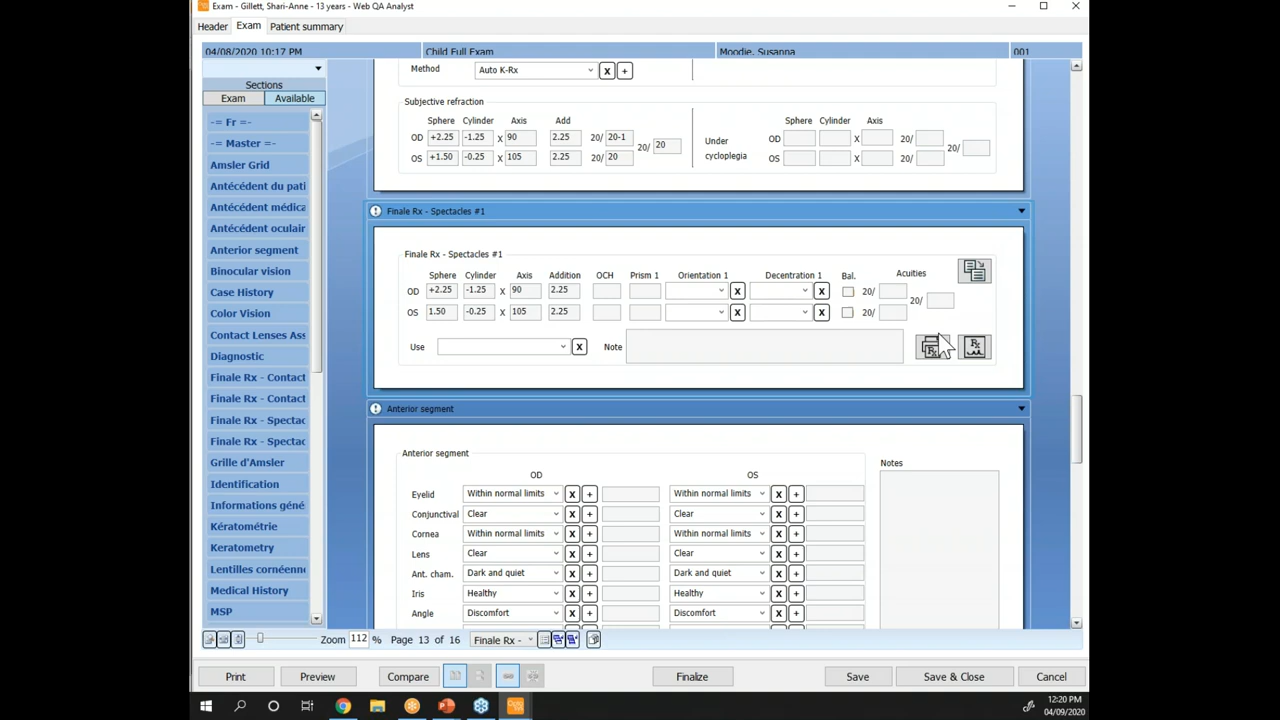 Exam - Gillett, Shari-Anne - 13 years - Web QA Analyst
Header Exam Patient summary
04/08/2020 10:17 PM Child Full Exam Moodie, Susanna 001
Sections
Exam Available
-= Fr =-
-= Master =-
Amsler Grid
Antécédent du pati
Antécédent médica
Antécédent oculair
Anterior segment
Binocular vision
Case History
Color Vision
Contact Lenses Ass
Diagnostic
Finale Rx - Contact
Finale Rx - Contact
Finale Rx - Spectac
Finale Rx - Spectac
Grille d'Amsler
Identification
Informations géné
Kératométrie
Keratometry
Lentilles cornéenne
Medical History
MSP
Method Auto K-Rx X +
Subjective refraction
Sphere Cylinder Axis Add
OD +2.25 -1.25 X 90 2.25 20/ 20-1
OS +1.50 -0.25 X 105 2.25 20/ 20
20/ 20
Under cycloplegia
Sphere Cylinder Axis
OD X 20/
OS X 20/
20/
Finale Rx - Spectacles #1
Finale Rx - Spectacles #1
Sphere Cylinder Axis Addition OCH Prism 1 Orientation 1 Decentration 1 Bal. Acuities
OD +2.25 -1.25 X 90 2.25 X X 20/
OS 1.50 -0.25 X 105 2.25 X X 20/
20/
Use X Note
Rx Rx
Anterior segment
Anterior segment
OD OS Notes
Eyelid Within normal limits X + Within normal limits X +
Conjunctival Clear X + Clear X +
Cornea Within normal limits X + Within normal limits X +
Lens Clear X + Clear X +
Ant. cham. Dark and quiet X + Dark and quiet X +
Iris Healthy X + Healthy X +
Angle Discomfort X + Discomfort X +
Zoom 112 % Page 13 of 16 Finale Rx -
Print Preview Compare Finalize Save Save & Close Cancel
12:20 PM
04/09/2020